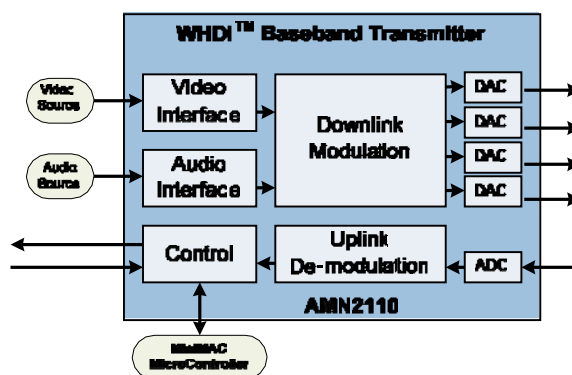 WHDI™ Baseband Transmitter
Video
Source
Video
Interface
Downlink
Modulation
DAC
DAC
DAC
DAC
Audio
Source
Audio
Interface
Control
Uplink
De-modulation
ADC
AMN2110
MiniMAC
MicroController